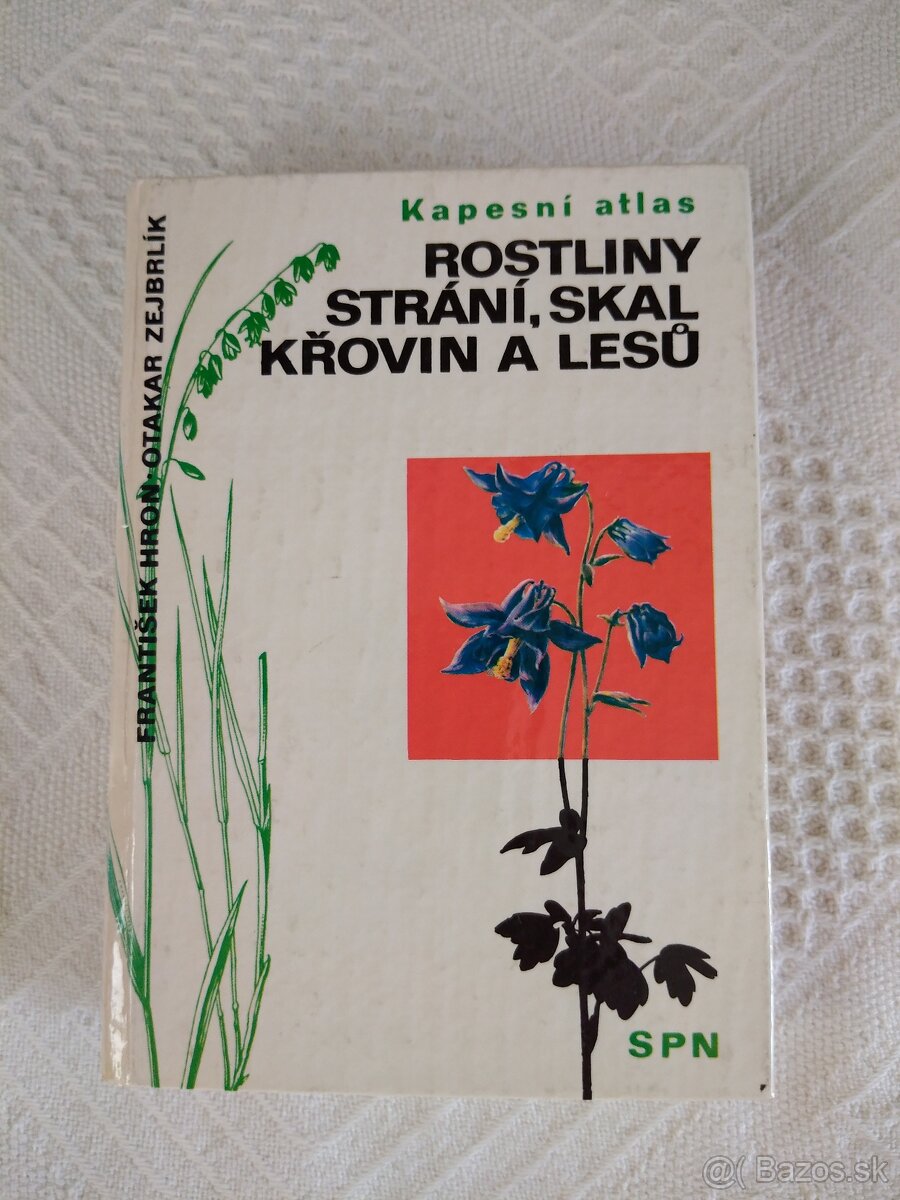 Kapesní atlas
ROSTLINY
STRÁNÍ, SKAL
KŘOVIN A LESŮ
FRANTIŠEK HRON · OTAKAR ZEJBRLÍK
SPN
@( Bazos.sk